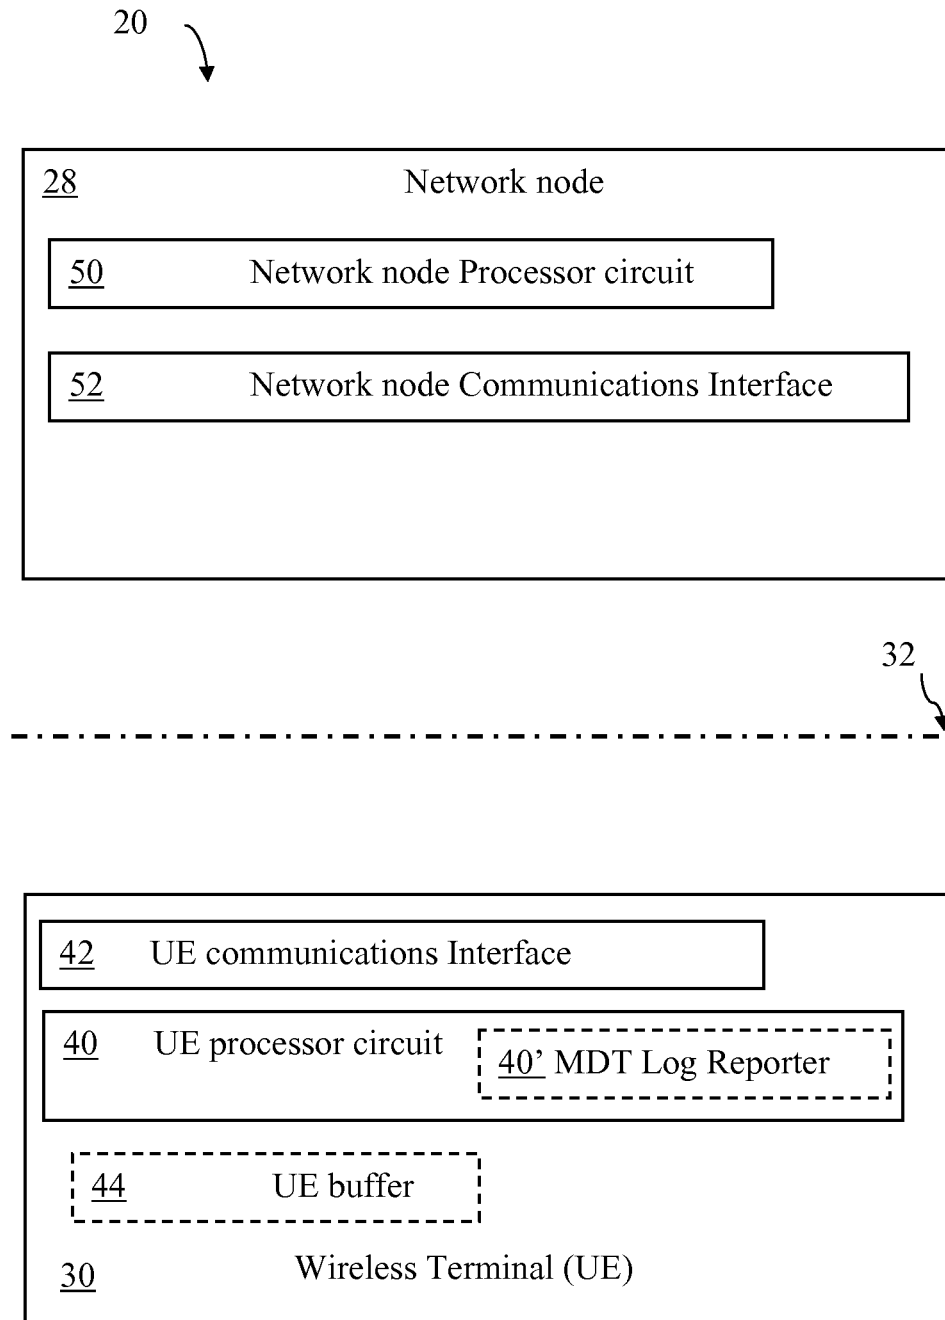 20
28 Network node
50 Network node Processor circuit
52 Network node Communications Interface
32
42 UE communications Interface
40 UE processor circuit
40’ MDT Log Reporter
44 UE buffer
30 Wireless Terminal (UE)